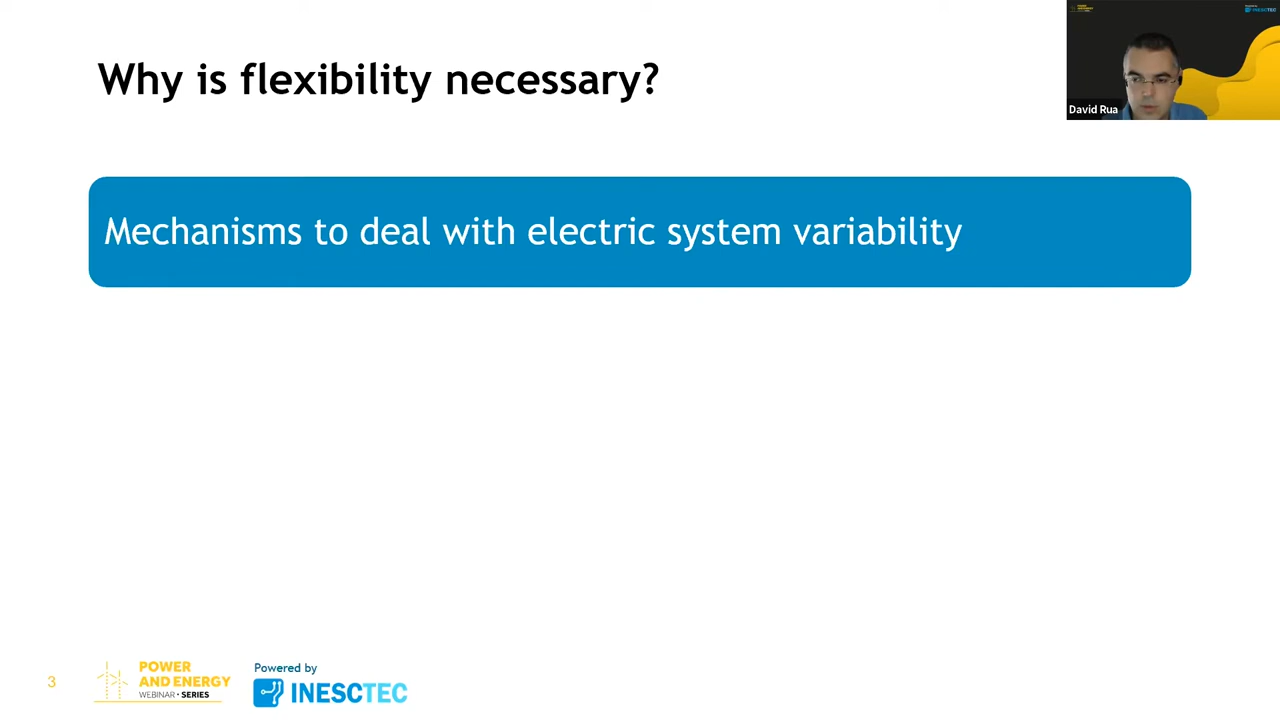 Why is flexibility necessary?
David Rua
Mechanisms to deal with electric system variability
3
POWER
AND ENERGY
WEBINAR • SERIES
Powered by
INESCTEC